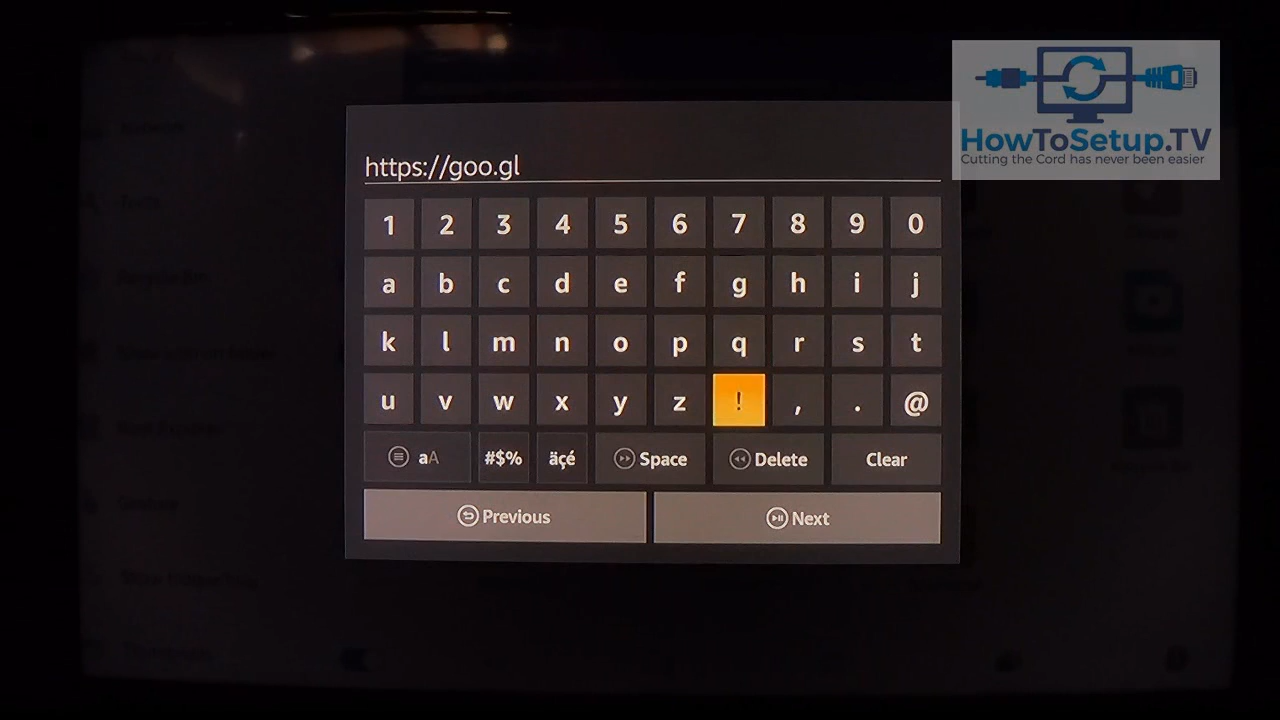 HowToSetup.TV
Cutting the Cord has never been easier
https://goo.gl
1 2 3 4 5 6 7 8 9 0
a b c d e f g h i j
k l m n o p q r s t
u v w x y z ! , . @
aA #$% äçé Space Delete Clear
Previous Next